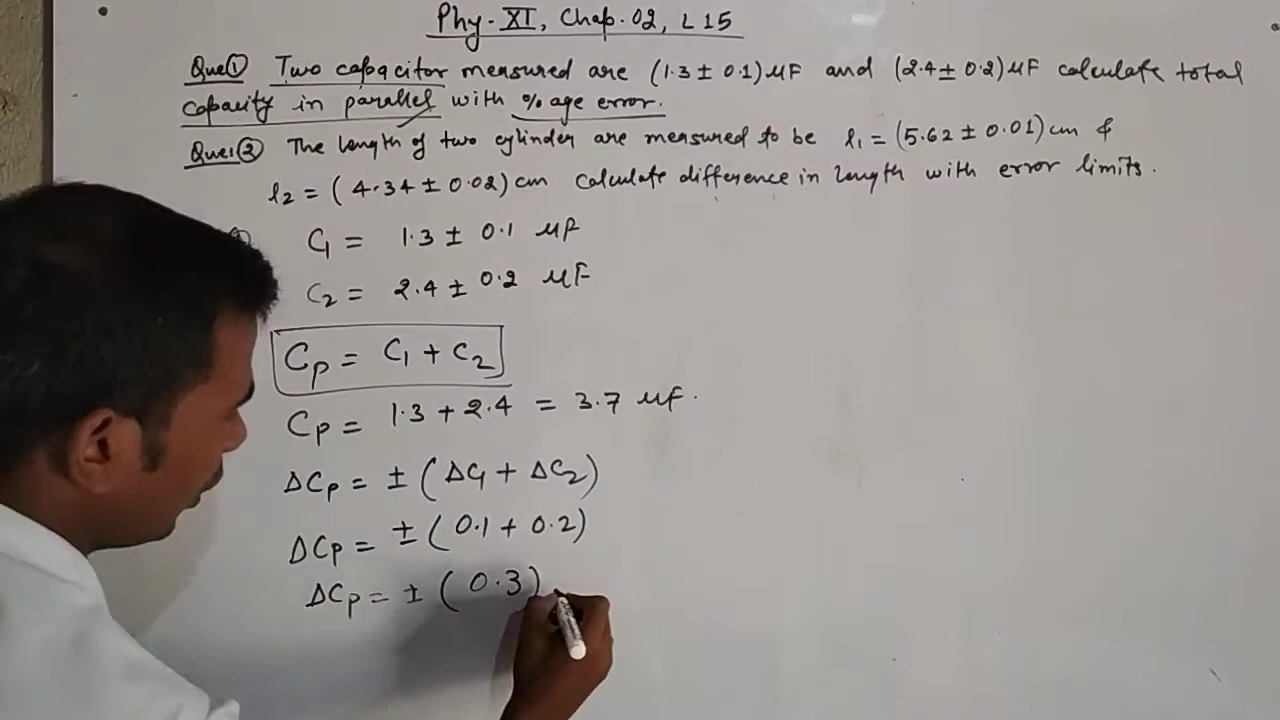 Phy-XI, Chap.02, L15
Que① Two capacitor measured are (1.3 ± 0.1) μF and (2.4 ± 0.2) μF calculate total
capacity in parallel with %age error.
Que:② The length of two cylinder are measured to be l₁ = (5.62 ± 0.01) cm &
l₂ = (4.34 ± 0.02) cm Calculate difference in length with error limits.
C₁ = 1.3 ± 0.1 μF
C₂ = 2.4 ± 0.2 μF
Cp = C₁ + C₂
Cp = 1.3 + 2.4 = 3.7 μF.
ΔCp = ± (ΔC₁ + ΔC₂)
ΔCp = ± (0.1 + 0.2)
ΔCp = ± (0.3)